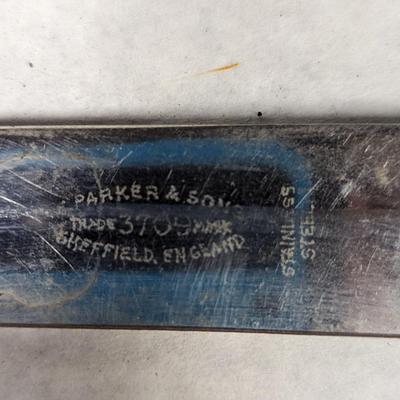 PARKER & SON
TRADE 3709 MARK
SHEFFIELD, ENGLAND
STAINLESS
STEEL